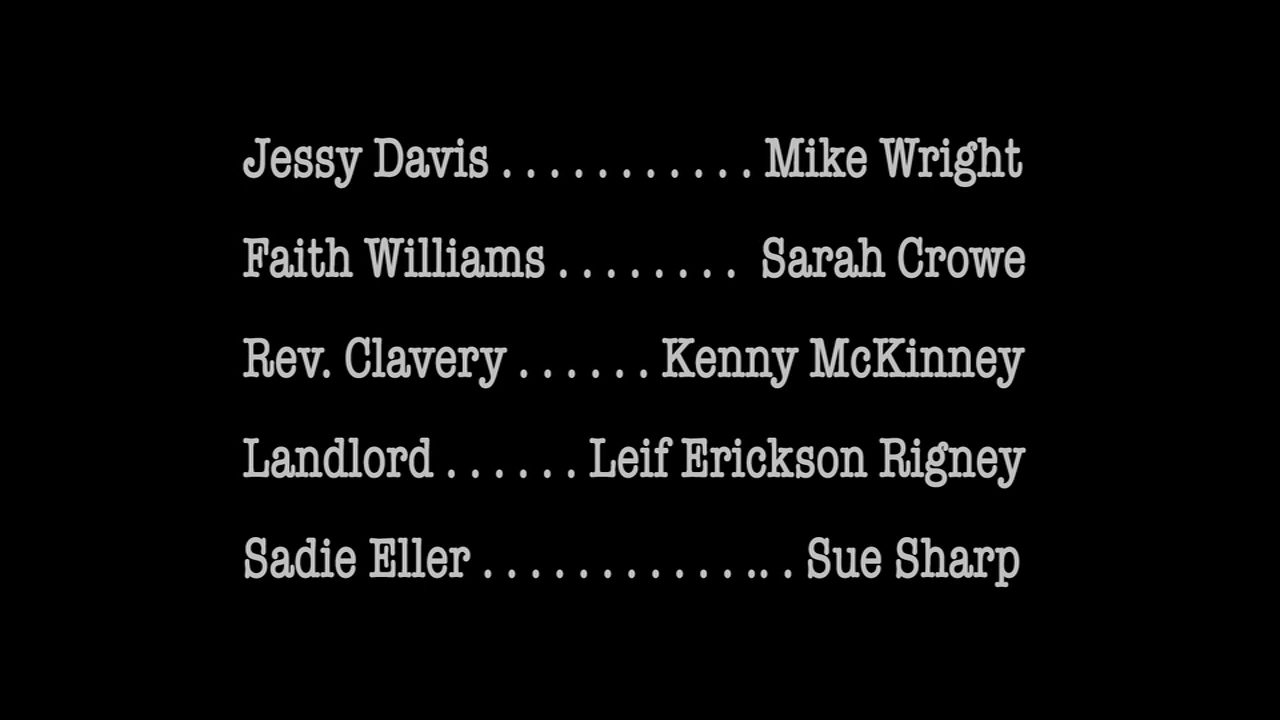 Jessy Davis . . . . . . . . . . . Mike Wright
Faith Williams . . . . . . . .  Sarah Crowe
Rev. Clavery . . . . . . Kenny McKinney
Landlord . . . . . . Leif Erickson Rigney
Sadie Eller . . . . . . . . . . . .. . Sue Sharp